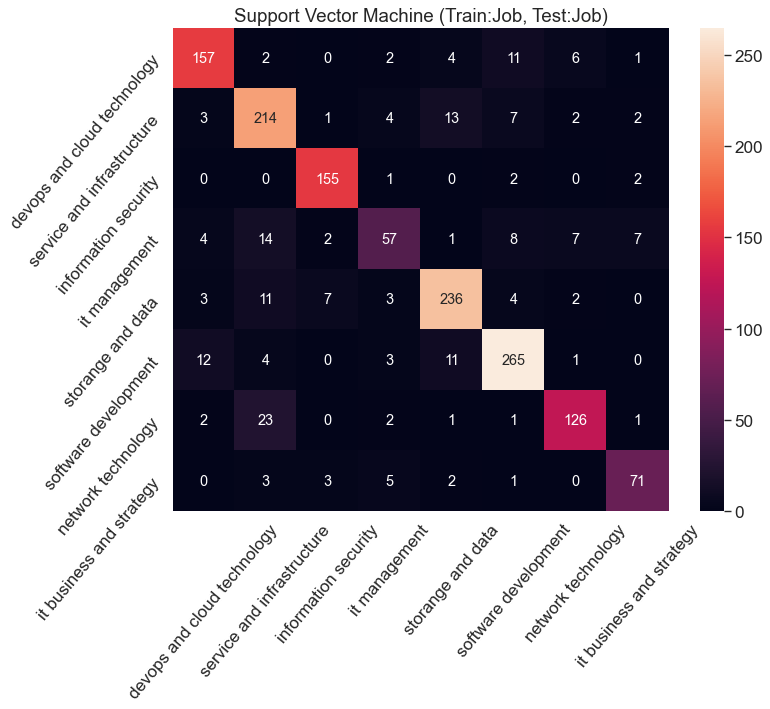 Support Vector Machine (Train:Job, Test:Job)
devops and cloud technology 157 2 0 2 4 11 6 1
service and infrastructure 3 214 1 4 13 7 2 2
information security 0 0 155 1 0 2 0 2
it management 4 14 2 57 1 8 7 7
storange and data 3 11 7 3 236 4 2 0
software development 12 4 0 3 11 265 1 0
network technology 2 23 0 2 1 1 126 1
it business and strategy 0 3 3 5 2 1 0 71
devops and cloud technology
service and infrastructure
information security
it management
storange and data
software development
network technology
it business and strategy
250
200
150
100
50
0